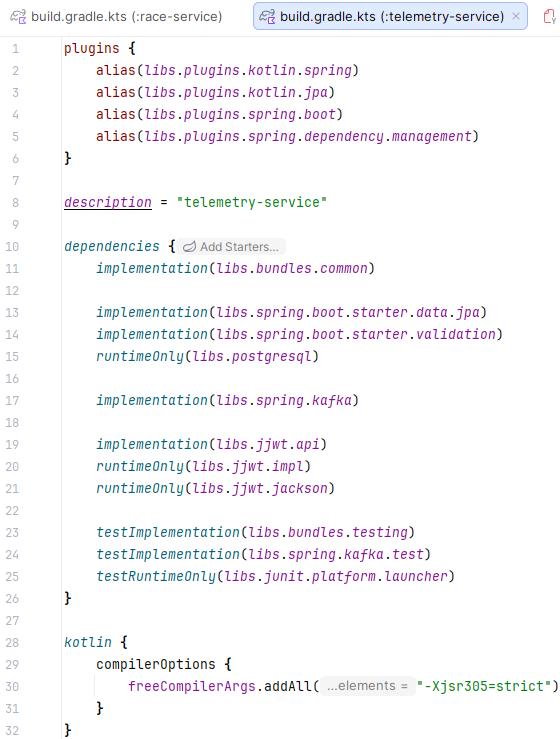 build.gradle.kts (:race-service)
build.gradle.kts (:telemetry-service)
1 plugins {
2     alias(libs.plugins.kotlin.spring)
3     alias(libs.plugins.kotlin.jpa)
4     alias(libs.plugins.spring.boot)
5     alias(libs.plugins.spring.dependency.management)
6 }
7
8 description = "telemetry-service"
9
10 dependencies { Add Starters...
11     implementation(libs.bundles.common)
12
13     implementation(libs.spring.boot.starter.data.jpa)
14     implementation(libs.spring.boot.starter.validation)
15     runtimeOnly(libs.postgresql)
16
17     implementation(libs.spring.kafka)
18
19     implementation(libs.jjwt.api)
20     runtimeOnly(libs.jjwt.impl)
21     runtimeOnly(libs.jjwt.jackson)
22
23     testImplementation(libs.bundles.testing)
24     testImplementation(libs.spring.kafka.test)
25     testRuntimeOnly(libs.junit.platform.launcher)
26 }
27
28 kotlin {
29     compilerOptions {
30         freeCompilerArgs.addAll( ...elements = "-Xjsr305=strict")
31     }
32 }